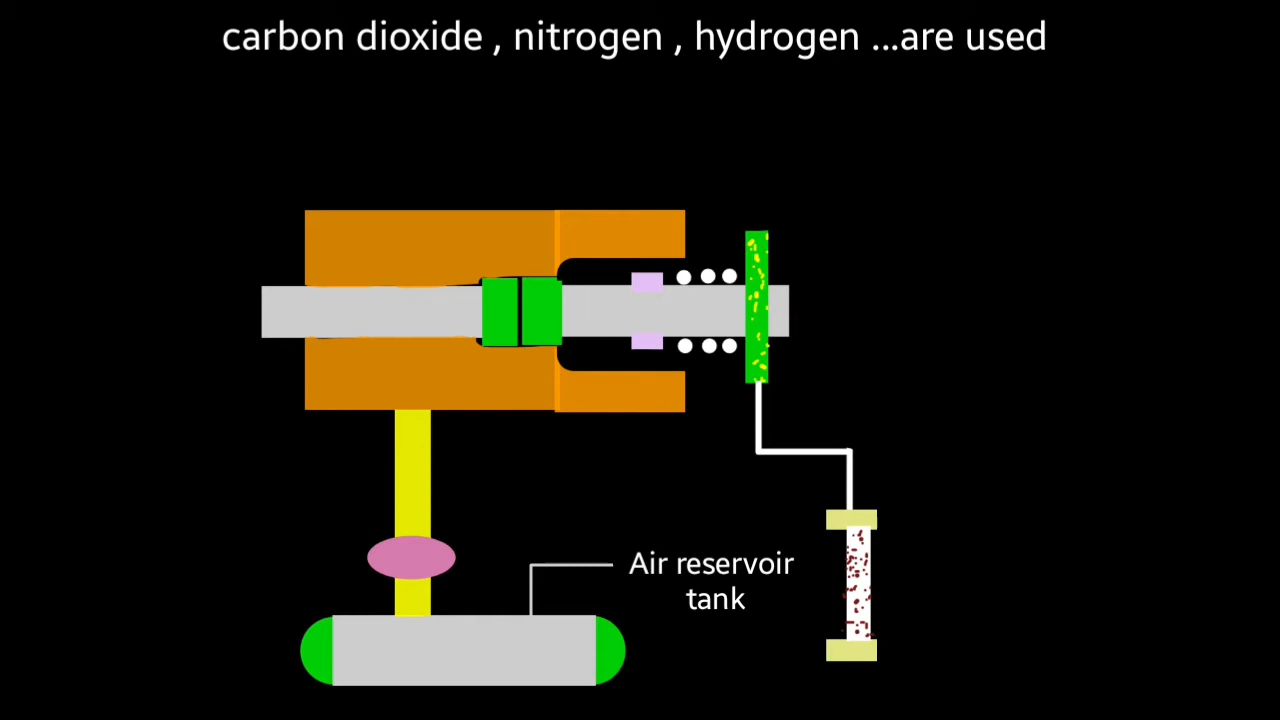 carbon dioxide , nitrogen , hydrogen ...are used
Air reservoir
tank